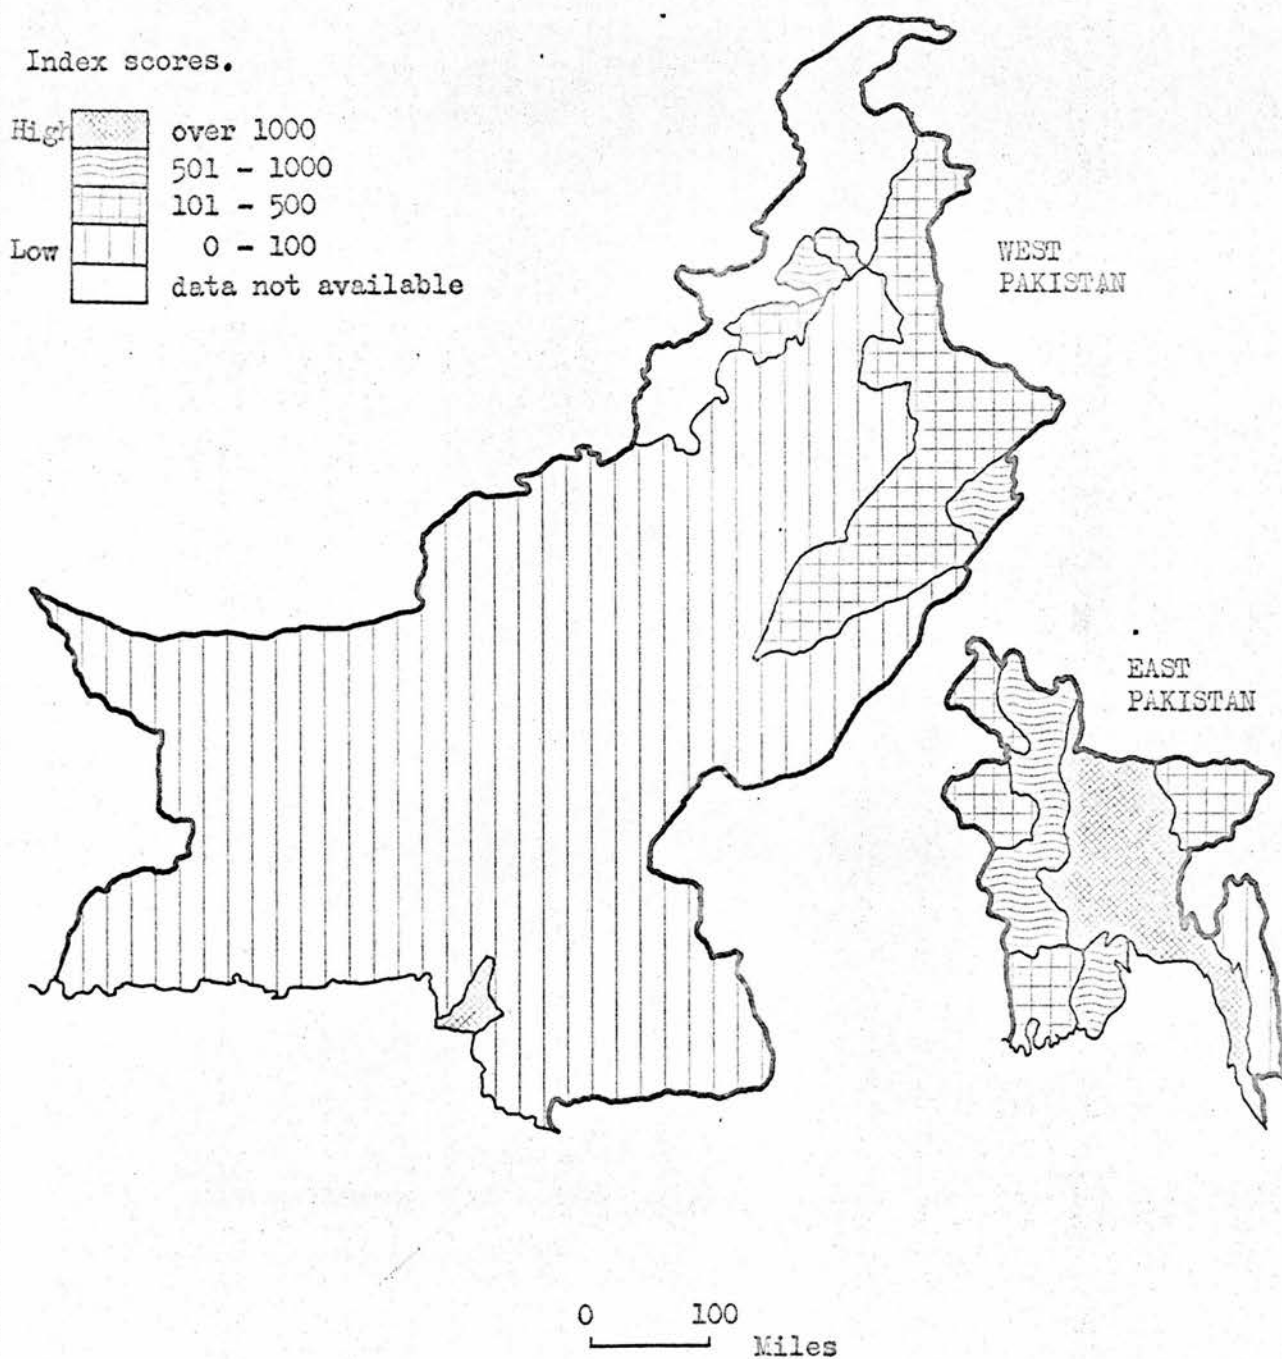 Index scores.
High over 1000
501 - 1000
101 - 500
Low 0 - 100
data not available
WEST
PAKISTAN
EAST
PAKISTAN
0 100
Miles